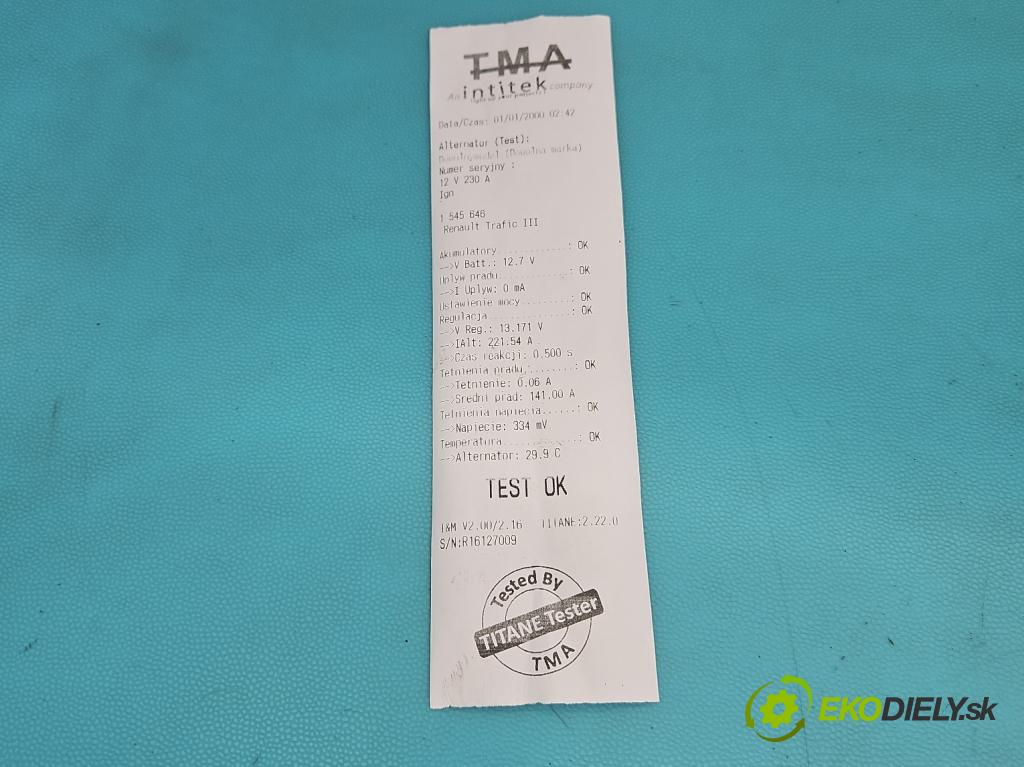 TMA
An intitek company
Data/Czas: 01/01/2000 02:42
Alternator (Test):
(Dowolna marka)
Numer seryjny :
12 V 230 A
Ign
1 545 646
Renault Trafic III
Akumulatory............: OK
-->V Batt.: 12.7 V
Uplyw pradu............: OK
-->I Uplyw: 0 mA
Ustawienie mocy........: OK
Regulacja..............: OK
-->V Reg.: 13.171 V
-->IAlt: 221.54 A
-->Czas reakcji: 0.500 s
Tetnienia pradu........: OK
-->Tetnienie: 0.06 A
-->Sredni prad: 141.00 A
Tetnienia napiecia.....: OK
-->Napiecie: 334 mV
Temperatura............: OK
-->Alternator: 29.9 C
TEST OK
T&M V2.00/2.16 TITANE:2.22.0
S/N:R16127009
Tested By
TITANE Tester
TMA
EKODIELY.sk